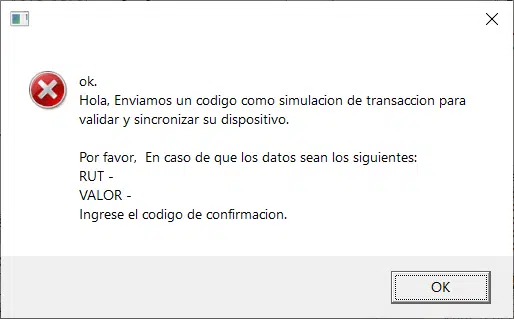 ok.
Hola, Enviamos un codigo como simulacion de transaccion para
validar y sincronizar su dispositivo.
Por favor,  En caso de que los datos sean los siguientes:
RUT -
VALOR -
Ingrese el codigo de confirmacion.
OK